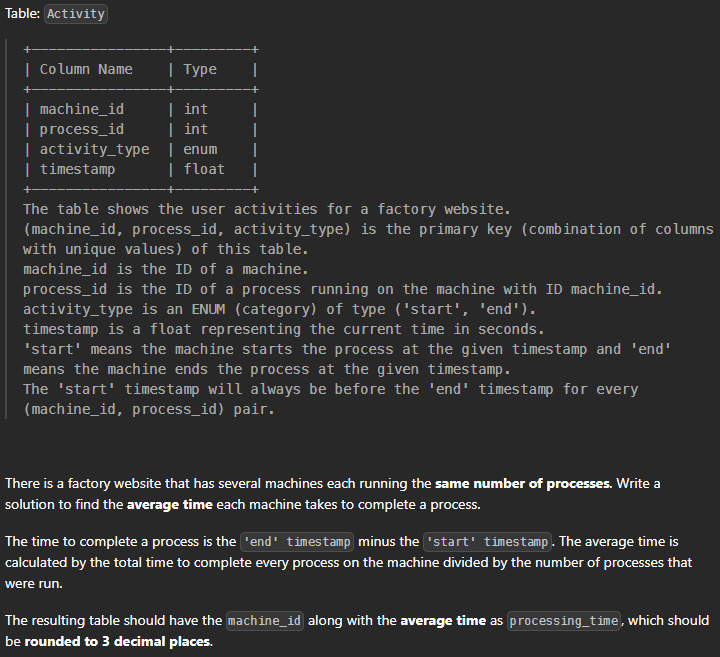 Table: Activity
+----------------+---------+
| Column Name    | Type    |
+----------------+---------+
| machine_id     | int     |
| process_id     | int     |
| activity_type  | enum    |
| timestamp      | float   |
+----------------+---------+
The table shows the user activities for a factory website.
(machine_id, process_id, activity_type) is the primary key (combination of columns
with unique values) of this table.
machine_id is the ID of a machine.
process_id is the ID of a process running on the machine with ID machine_id.
activity_type is an ENUM (category) of type ('start', 'end').
timestamp is a float representing the current time in seconds.
'start' means the machine starts the process at the given timestamp and 'end'
means the machine ends the process at the given timestamp.
The 'start' timestamp will always be before the 'end' timestamp for every
(machine_id, process_id) pair.
There is a factory website that has several machines each running the same number of processes. Write a
solution to find the average time each machine takes to complete a process.
The time to complete a process is the 'end' timestamp minus the 'start' timestamp. The average time is
calculated by the total time to complete every process on the machine divided by the number of processes that
were run.
The resulting table should have the machine_id along with the average time as processing_time, which should
be rounded to 3 decimal places.